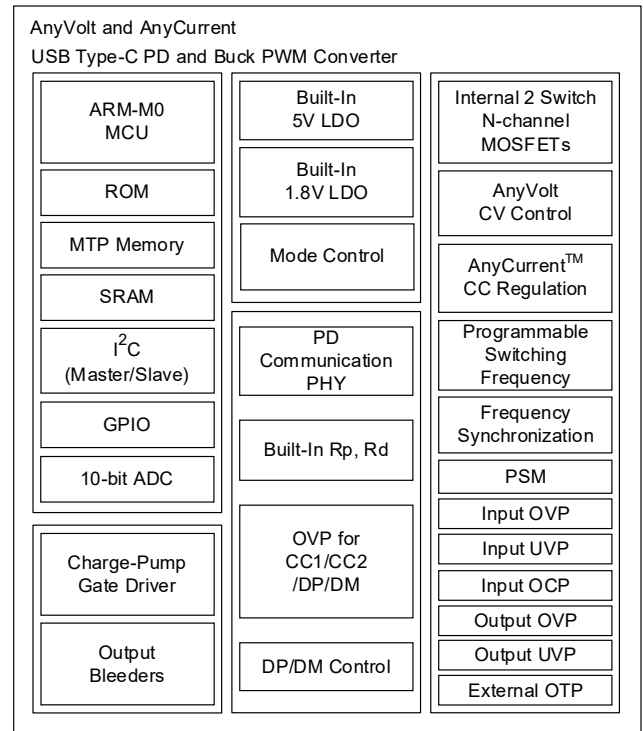 AnyVolt and AnyCurrent
USB Type-C PD and Buck PWM Converter
ARM-M0
MCU
ROM
MTP Memory
SRAM
I²C
(Master/Slave)
GPIO
10-bit ADC
Charge-Pump
Gate Driver
Output
Bleeders
Built-In
5V LDO
Built-In
1.8V LDO
Mode Control
PD
Communication
PHY
Built-In Rp, Rd
OVP for
CC1/CC2
/DP/DM
DP/DM Control
Internal 2 Switch
N-channel
MOSFETs
AnyVolt
CV Control
AnyCurrent™
CC Regulation
Programmable
Switching
Frequency
Frequency
Synchronization
PSM
Input OVP
Input UVP
Input OCP
Output OVP
Output UVP
External OTP